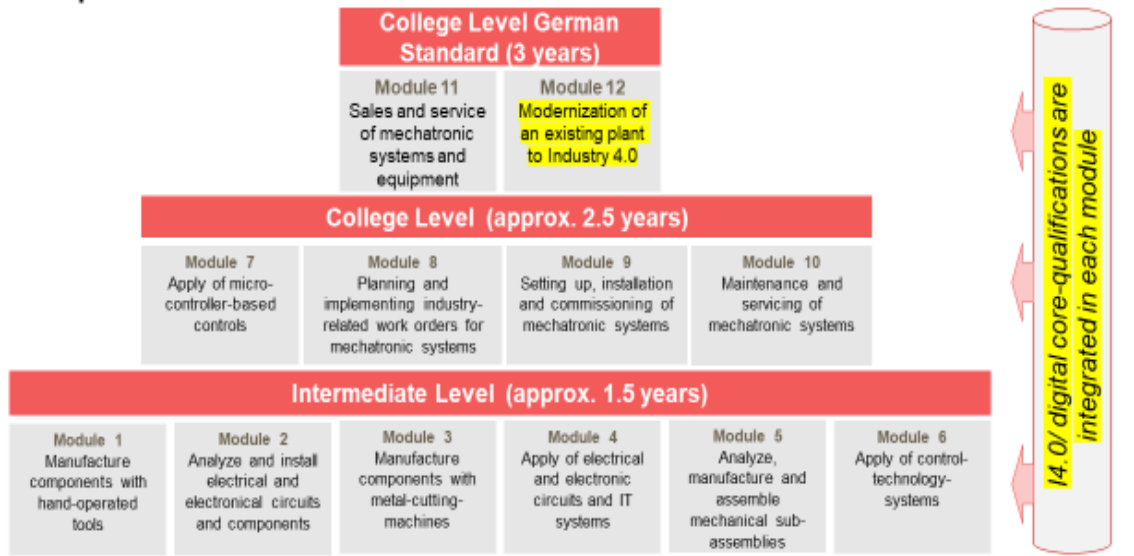 College Level German
Standard (3 years)
Module 11
Sales and service
of mechatronic
systems and
equipment
Module 12
Modernization of
an existing plant
to Industry 4.0
College Level (approx. 2.5 years)
Module 7
Apply of micro-
controller-based
controls
Module 8
Planning and
implementing industry-
related work orders for
mechatronic systems
Module 9
Setting up, installation
and commissioning of
mechatronic systems
Module 10
Maintenance and
servicing of
mechatronic systems
Intermediate Level (approx. 1.5 years)
Module 1
Manufacture
components with
hand-operated
tools
Module 2
Analyze and install
electrical and
electronical circuits
and components
Module 3
Manufacture
components with
metal-cutting-
machines
Module 4
Apply of electrical
and electronic
circuits and IT
systems
Module 5
Analyze,
manufacture and
assemble
mechanical sub-
assemblies
Module 6
Apply of control-
technology-
systems
I4.0/ digital core-qualifications are
integrated in each module